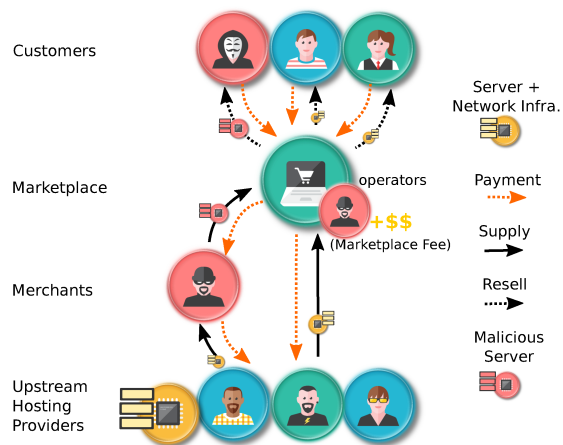 Customers
Server +
Network Infra.
Marketplace
operators
+$$
(Marketplace Fee)
Payment
Supply
Resell
Merchants
Malicious
Server
Upstream
Hosting
Providers